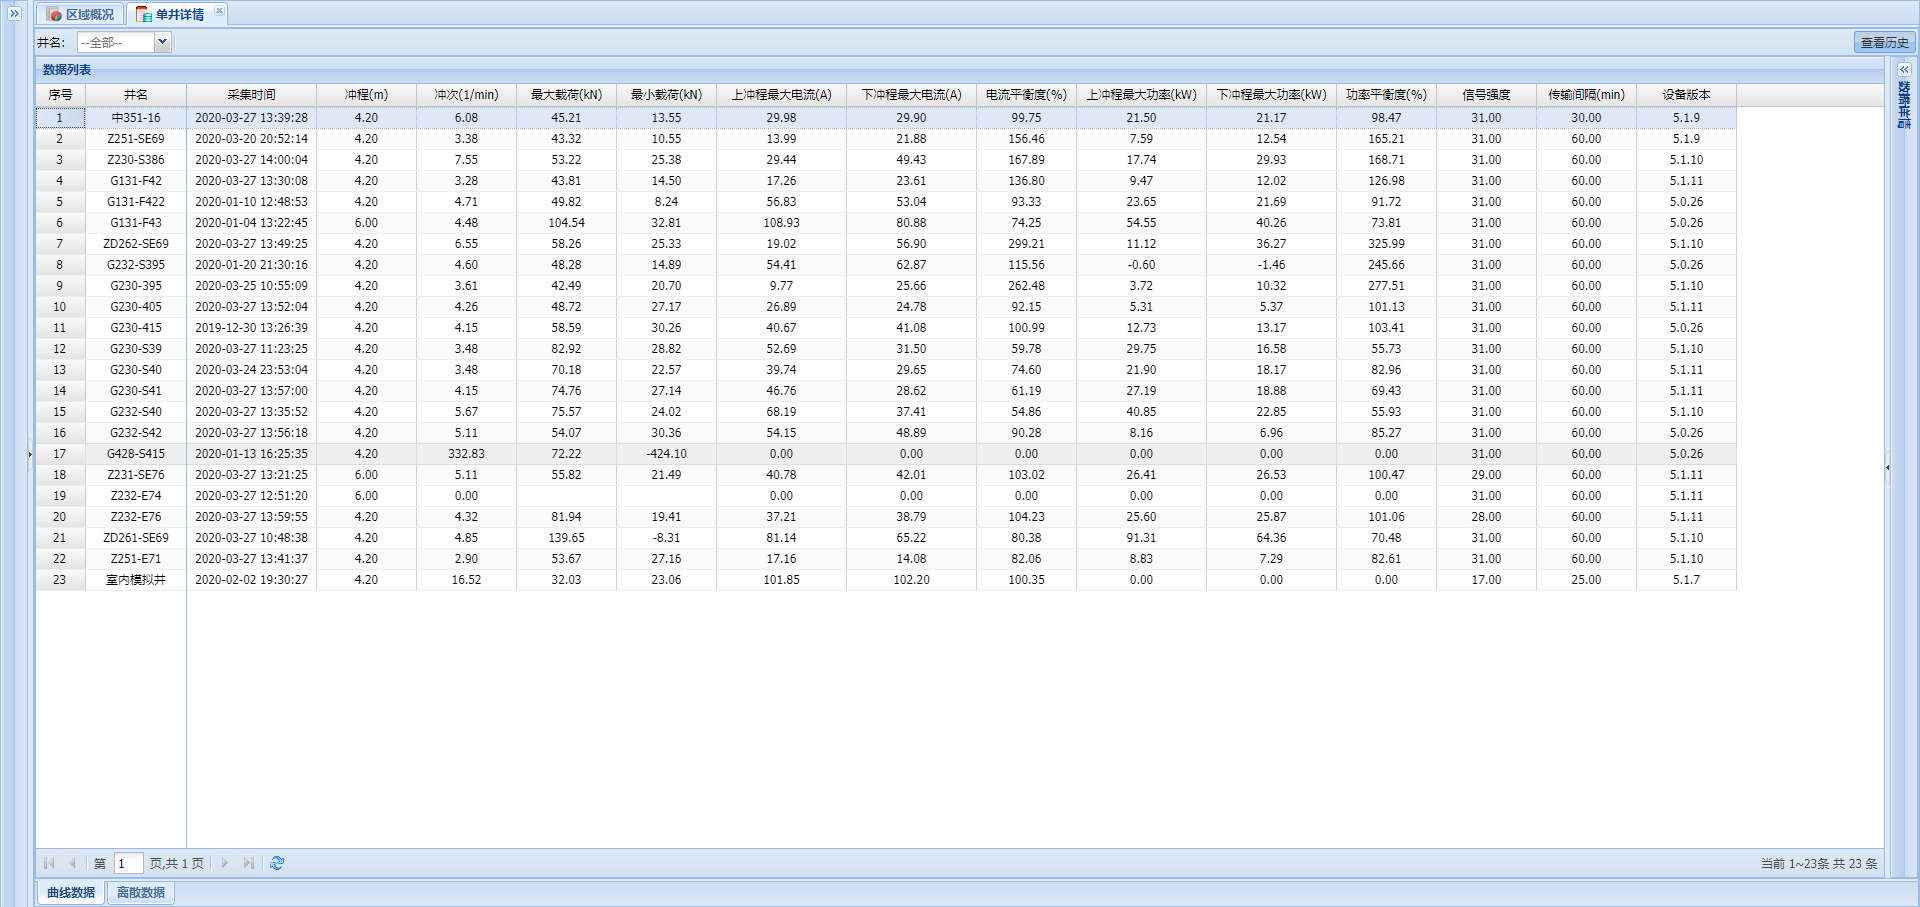 区域概况 单井详情
井名: --全部-- 查看历史
数据列表
序号 井名 采集时间 冲程(m) 冲次(1/min) 最大载荷(kN) 最小载荷(kN) 上冲程最大电流(A) 下冲程最大电流(A) 电流平衡度(%) 上冲程最大功率(kW) 下冲程最大功率(kW) 功率平衡度(%) 信号强度 传输间隔(min) 设备版本
1 中351-16 2020-03-27 13:39:28 4.20 6.08 45.21 13.55 29.98 29.90 99.75 21.50 21.17 98.47 31.00 30.00 5.1.9
2 Z251-SE69 2020-03-20 20:52:14 4.20 3.38 43.32 10.55 13.99 21.88 156.46 7.59 12.54 165.21 31.00 60.00 5.1.9
3 Z230-S386 2020-03-27 14:00:04 4.20 7.55 53.22 25.38 29.44 49.43 167.89 17.74 29.93 168.71 31.00 60.00 5.1.10
4 G131-F42 2020-03-27 13:30:08 4.20 3.28 43.81 14.50 17.26 23.61 136.80 9.47 12.02 126.98 31.00 60.00 5.1.11
5 G131-F422 2020-01-10 12:48:53 4.20 4.71 49.82 8.24 56.83 53.04 93.33 23.65 21.69 91.72 31.00 60.00 5.0.26
6 G131-F43 2020-01-04 13:22:45 6.00 4.48 104.54 32.81 108.93 80.88 74.25 54.55 40.26 73.81 31.00 60.00 5.0.26
7 ZD262-SE69 2020-03-27 13:49:25 4.20 6.55 58.26 25.33 19.02 56.90 299.21 11.12 36.27 325.99 31.00 60.00 5.1.10
8 G232-S395 2020-01-20 21:30:16 4.20 4.60 48.28 14.89 54.41 62.87 115.56 -0.60 -1.46 245.66 31.00 60.00 5.0.26
9 G230-395 2020-03-25 10:55:09 4.20 3.61 42.49 20.70 9.77 25.66 262.48 3.72 10.32 277.51 31.00 60.00 5.1.10
10 G230-405 2020-03-27 13:52:04 4.20 4.26 48.72 27.17 26.89 24.78 92.15 5.31 5.37 101.13 31.00 60.00 5.1.11
11 G230-415 2019-12-30 13:26:39 4.20 4.15 58.59 30.26 40.67 41.08 100.99 12.73 13.17 103.41 31.00 60.00 5.0.26
12 G230-S39 2020-03-27 11:23:25 4.20 3.48 82.92 28.82 52.69 31.50 59.78 29.75 16.58 55.73 31.00 60.00 5.1.10
13 G230-S40 2020-03-24 23:53:04 4.20 3.48 70.18 22.57 39.74 29.65 74.60 21.90 18.17 82.96 31.00 60.00 5.1.11
14 G230-S41 2020-03-27 13:57:00 4.20 4.15 74.76 27.14 46.76 28.62 61.19 27.19 18.88 69.43 31.00 60.00 5.1.11
15 G232-S40 2020-03-27 13:35:52 4.20 5.67 75.57 24.02 68.19 37.41 54.86 40.85 22.85 55.93 31.00 60.00 5.1.10
16 G232-S42 2020-03-27 13:56:18 4.20 5.11 54.07 30.36 54.15 48.89 90.28 8.16 6.96 85.27 31.00 60.00 5.0.26
17 G428-S415 2020-01-13 16:25:35 4.20 332.83 72.22 -424.10 0.00 0.00 0.00 0.00 0.00 0.00 31.00 60.00 5.0.26
18 Z231-SE76 2020-03-27 13:21:25 6.00 5.11 55.82 21.49 40.78 42.01 103.02 26.41 26.53 100.47 29.00 60.00 5.1.11
19 Z232-E74 2020-03-27 12:51:20 6.00 0.00 0.00 0.00 0.00 0.00 0.00 0.00 31.00 60.00 5.1.11
20 Z232-E76 2020-03-27 13:59:55 4.20 4.32 81.94 19.41 37.21 38.79 104.23 25.60 25.87 101.06 28.00 60.00 5.1.11
21 ZD261-SE69 2020-03-27 10:48:38 4.20 4.85 139.65 -8.31 81.14 65.22 80.38 91.31 64.36 70.48 31.00 60.00 5.1.10
22 Z251-E71 2020-03-27 13:41:37 4.20 2.90 53.67 27.16 17.16 14.08 82.06 8.83 7.29 82.61 31.00 60.00 5.1.10
23 室内模拟井 2020-02-02 19:30:27 4.20 16.52 32.03 23.06 101.85 102.20 100.35 0.00 0.00 0.00 17.00 25.00 5.1.7
第 1 页,共 1 页 当前 1~23条 共 23 条
曲线数据 离散数据